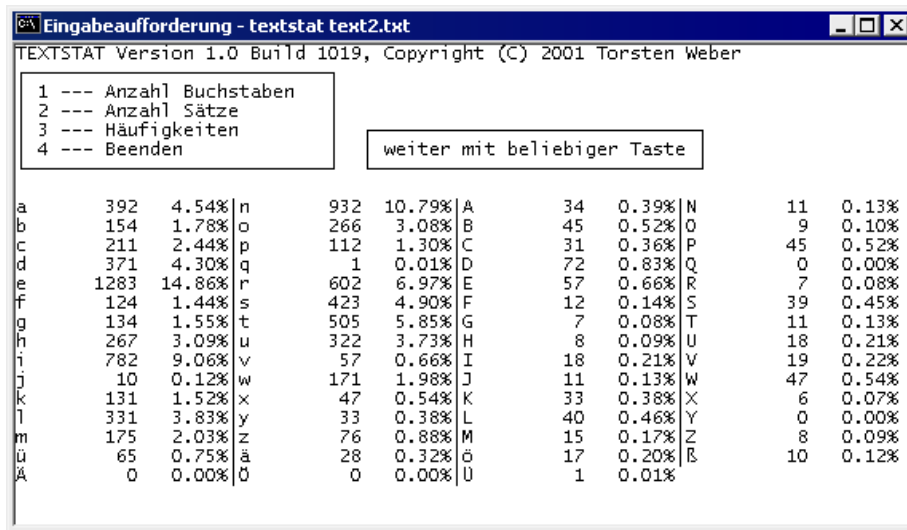 Eingabeaufforderung - textstat text2.txt
TEXTSTAT Version 1.0 Build 1019, Copyright (C) 2001 Torsten Weber
1 --- Anzahl Buchstaben
2 --- Anzahl Sätze
3 --- Häufigkeiten
4 --- Beenden
weiter mit beliebiger Taste
a 392 4.54% n 932 10.79% A 34 0.39% N 11 0.13%
b 154 1.78% o 266 3.08% B 45 0.52% O 9 0.10%
c 211 2.44% p 112 1.30% C 31 0.36% P 45 0.52%
d 371 4.30% q 1 0.01% D 72 0.83% Q 0 0.00%
e 1283 14.86% r 602 6.97% E 57 0.66% R 7 0.08%
f 124 1.44% s 423 4.90% F 12 0.14% S 39 0.45%
g 134 1.55% t 505 5.85% G 7 0.08% T 11 0.13%
h 267 3.09% u 322 3.73% H 8 0.09% U 18 0.21%
i 782 9.06% v 57 0.66% I 18 0.21% V 19 0.22%
j 10 0.12% w 171 1.98% J 11 0.13% W 47 0.54%
k 131 1.52% x 47 0.54% K 33 0.38% X 6 0.07%
l 331 3.83% y 33 0.38% L 40 0.46% Y 0 0.00%
m 175 2.03% z 76 0.88% M 15 0.17% Z 8 0.09%
ü 65 0.75% ä 28 0.32% ö 17 0.20% ß 10 0.12%
Ä 0 0.00% Ö 0 0.00% Ü 1 0.01%